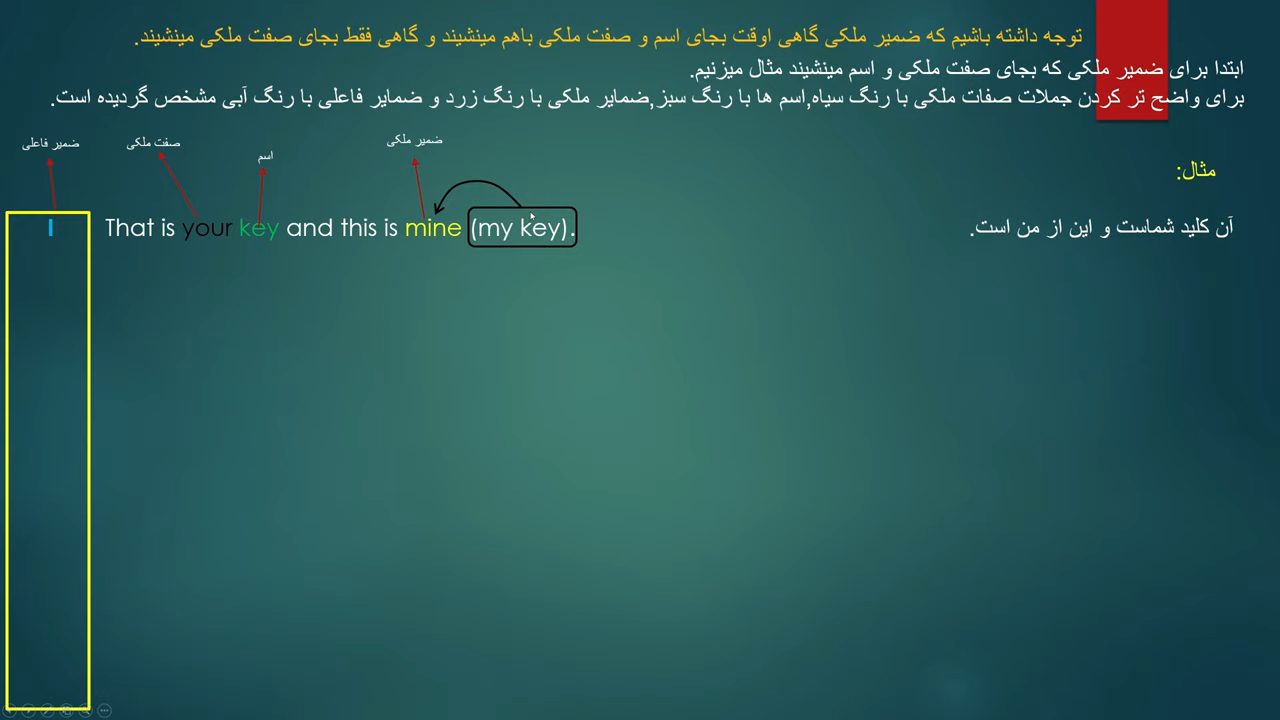 توجه داشته باشیم که ضمیر ملکی گاهی اوقت بجای اسم و صفت ملکی باهم مینشیند و گاهی فقط بجای صفت ملکی مینشیند.
ابتدا برای ضمیر ملکی که بجای صفت ملکی و اسم مینشیند مثال میزنیم.
برای واضح تر کردن جملات صفات ملکی با رنگ سیاه,اسم ها با رنگ سبز,ضمایر ملکی با رنگ زرد و ضمایر فاعلی با رنگ آبی مشخص گردیده است.
ضمیر فاعلی صفت ملکی اسم ضمیر ملکی
مثال:
I That is your key and this is mine (my key).
آن کلید شماست و این از من است.